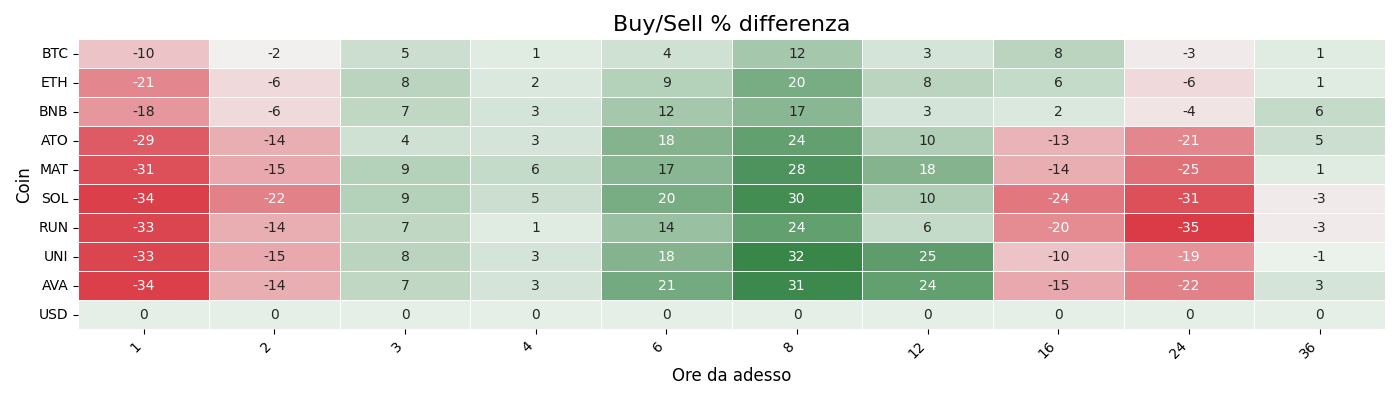 Buy/Sell % differenza
Coin
BTC -10 -2 5 1 4 12 3 8 -3 1
ETH -21 -6 8 2 9 20 8 6 -6 1
BNB -18 -6 7 3 12 17 3 2 -4 6
ATO -29 -14 4 3 18 24 10 -13 -21 5
MAT -31 -15 9 6 17 28 18 -14 -25 1
SOL -34 -22 9 5 20 30 10 -24 -31 -3
RUN -33 -14 7 1 14 24 6 -20 -35 -3
UNI -33 -15 8 3 18 32 25 -10 -19 -1
AVA -34 -14 7 3 21 31 24 -15 -22 3
USD 0 0 0 0 0 0 0 0 0 0
1 2 3 4 6 8 12 16 24 36
Ore da adesso